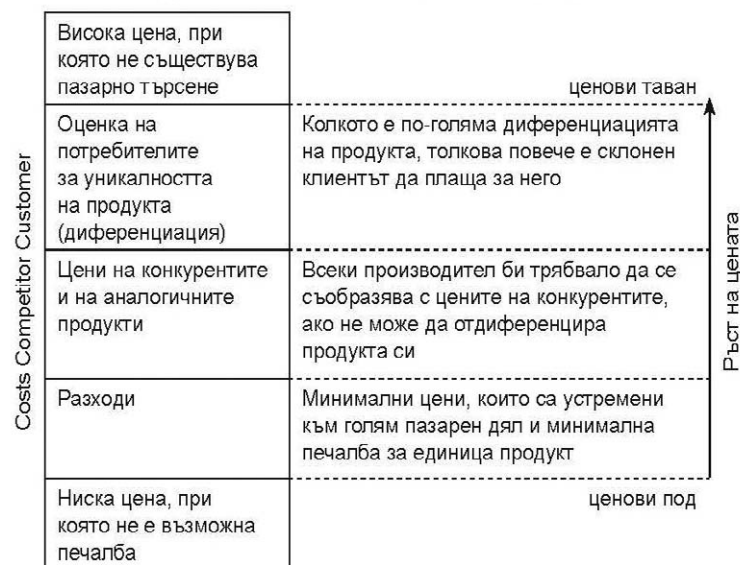 Висока цена, при
която не съществува
пазарно търсене
ценови таван
Оценка на
потребителите
за уникалността
на продукта
(диференциация)
Колкото е по-голяма диференциацията
на продукта, толкова повече е склонен
клиентът да плаща за него
Цени на конкурентите
и на аналогичните
продукти
Всеки производител би трябвало да се
съобразява с цените на конкурентите,
ако не може да отдиференцира
продукта си
Разходи
Минимални цени, които са устремени
към голям пазарен дял и минимална
печалба за единица продукт
Ниска цена, при
която не е възможна
печалба
ценови под
Costs Competitor Customer
Ръст на цената